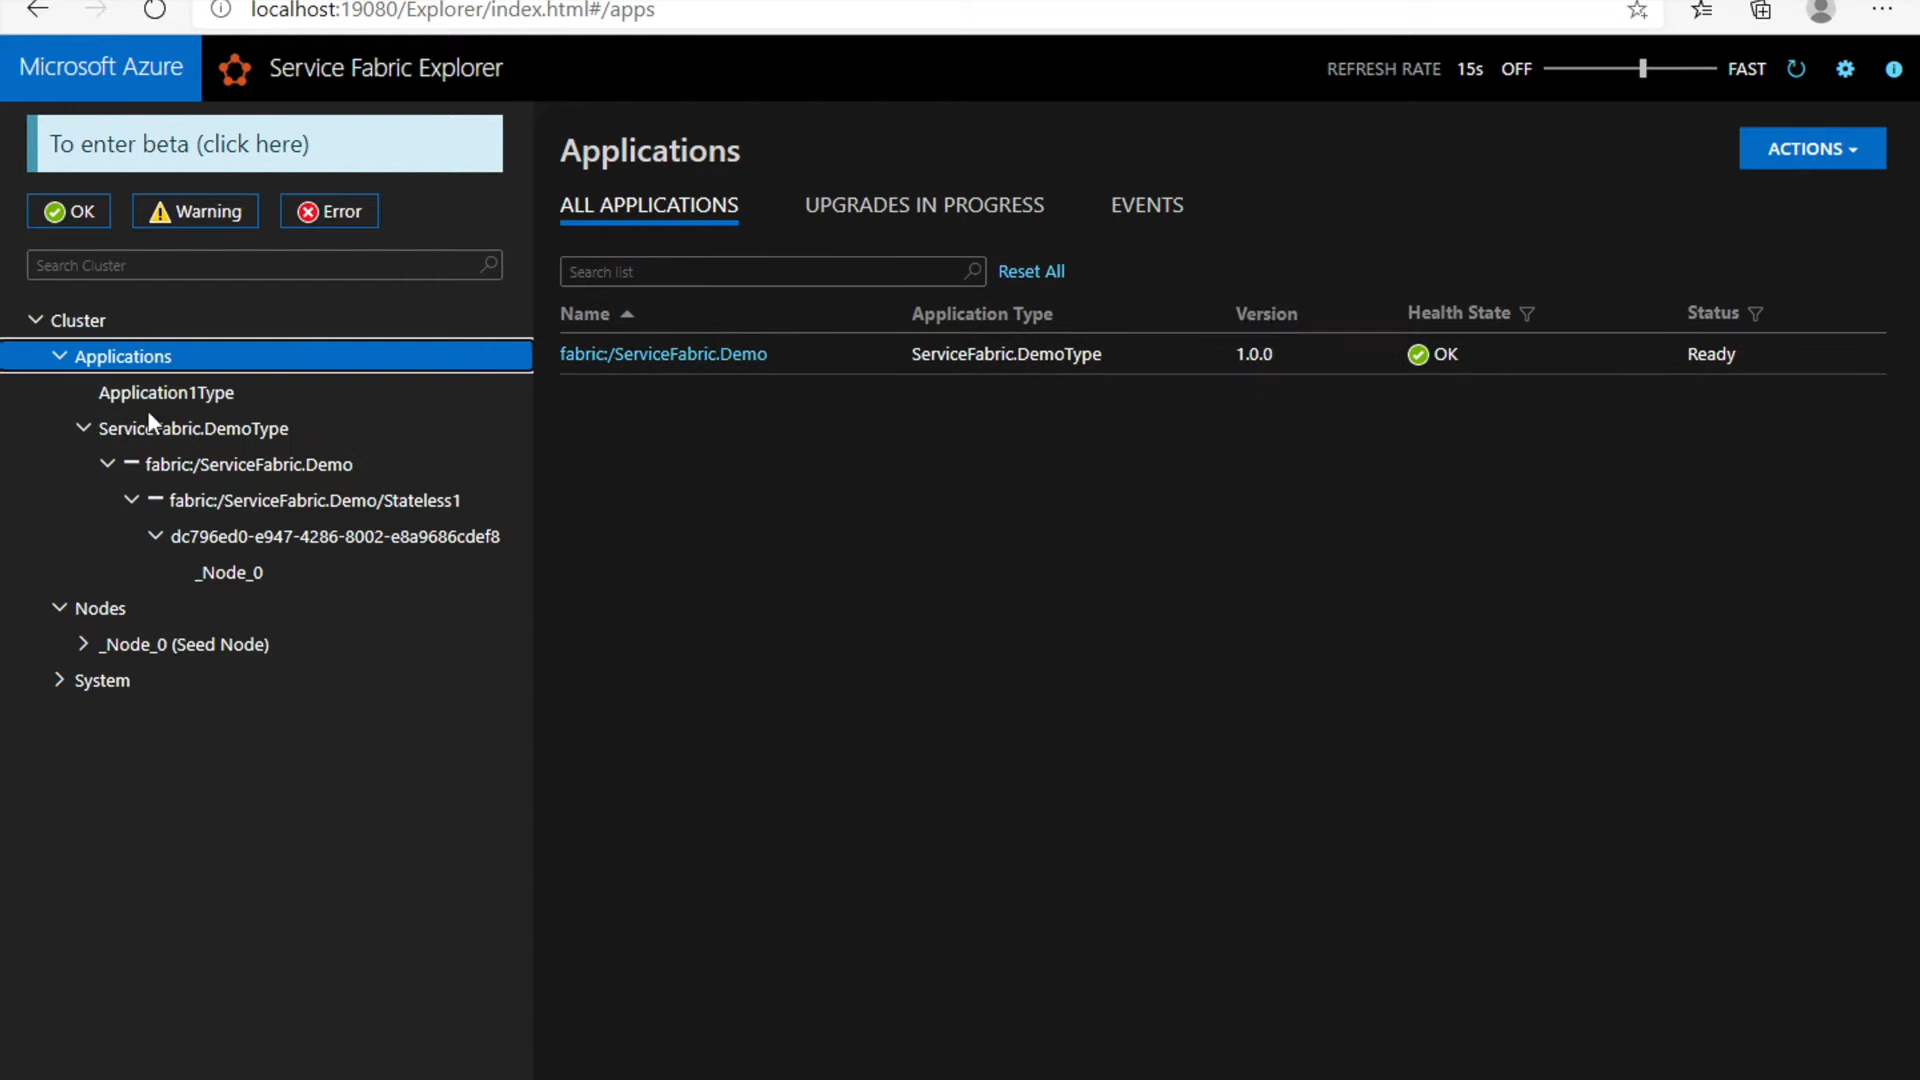 localhost:19080/Explorer/index.html#/apps
Microsoft Azure
Service Fabric Explorer
REFRESH RATE 15s OFF FAST
To enter beta (click here)
OK Warning Error
Search Cluster
Cluster
Applications
Application1Type
ServiceFabric.DemoType
fabric:/ServiceFabric.Demo
fabric:/ServiceFabric.Demo/Stateless1
dc796ed0-e947-4286-8002-e8a9686cdef8
_Node_0
Nodes
_Node_0 (Seed Node)
System
Applications
ACTIONS
ALL APPLICATIONS UPGRADES IN PROGRESS EVENTS
Search list Reset All
Name Application Type Version Health State Status
fabric:/ServiceFabric.Demo ServiceFabric.DemoType 1.0.0 OK Ready